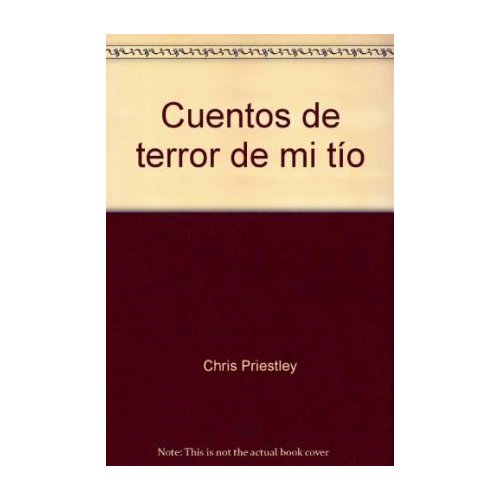 Cuentos de
terror de mi tío
Chris Priestley
Note: This is not the actual book cover